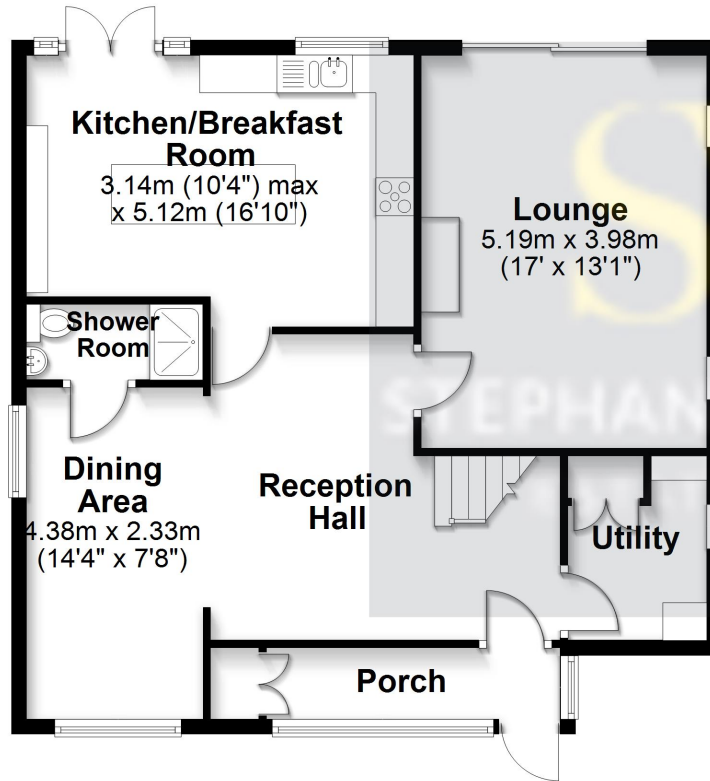 Kitchen/Breakfast
Room
3.14m (10'4") max
x 5.12m (16'10")
Lounge
5.19m x 3.98m
(17' x 13'1")
Shower
Room
STEPHAN
Dining
Area
4.38m x 2.33m
(14'4" x 7'8")
Reception
Hall
Utility
Porch